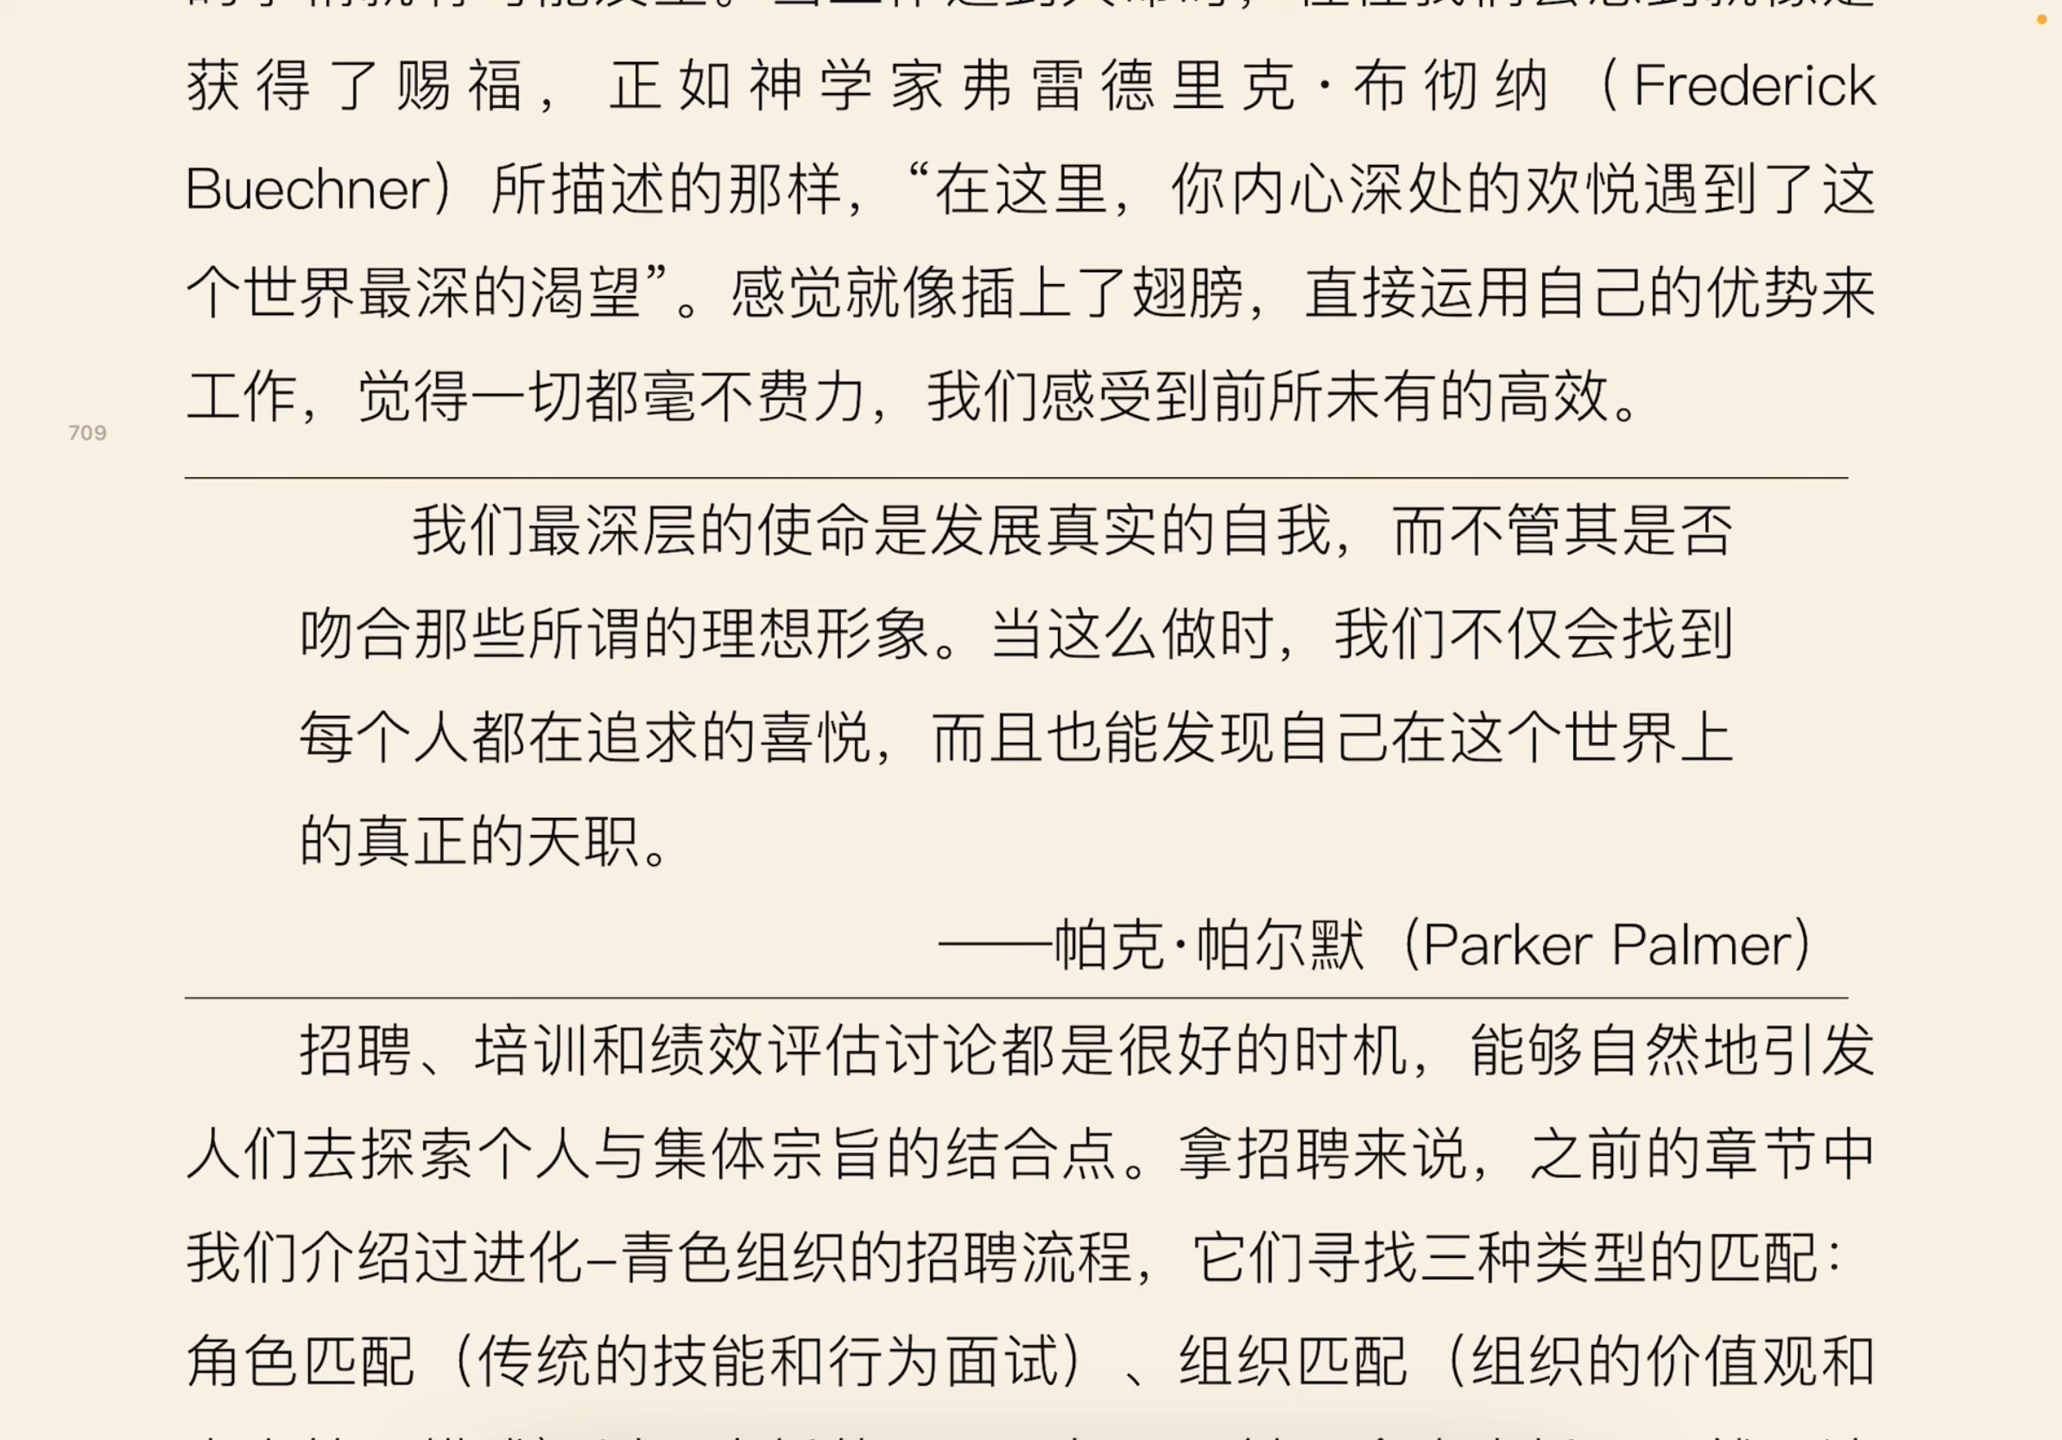 获得了赐福，正如神学家弗雷德里克·布彻纳（Frederick
Buechner）所描述的那样，“在这里，你内心深处的欢悦遇到了这
个世界最深的渴望”。感觉就像插上了翅膀，直接运用自己的优势来
工作，觉得一切都毫不费力，我们感受到前所未有的高效。
709
我们最深层的使命是发展真实的自我，而不管其是否
吻合那些所谓的理想形象。当这么做时，我们不仅会找到
每个人都在追求的喜悦，而且也能发现自己在这个世界上
的真正的天职。
——帕克·帕尔默（Parker Palmer）
招聘、培训和绩效评估讨论都是很好的时机，能够自然地引发
人们去探索个人与集体宗旨的结合点。拿招聘来说，之前的章节中
我们介绍过进化–青色组织的招聘流程，它们寻找三种类型的匹配：
角色匹配（传统的技能和行为面试）、组织匹配（组织的价值观和